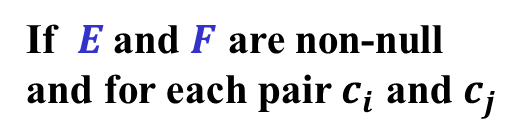 If E and F are non-null
and for each pair cᵢ and cⱼ